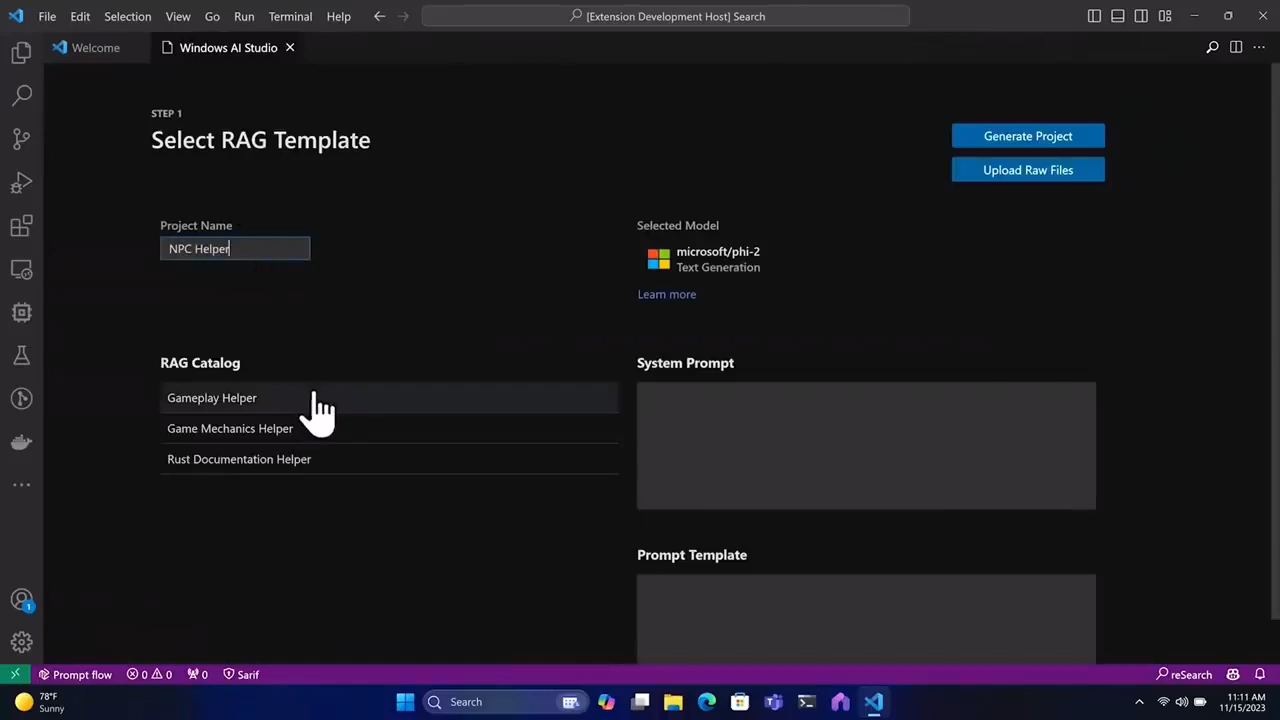 File Edit Selection View Go Run Terminal Help
[Extension Development Host] Search
Welcome
Windows AI Studio
STEP 1
Select RAG Template
Generate Project
Upload Raw Files
Project Name
NPC Helper
Selected Model
microsoft/phi-2
Text Generation
Learn more
RAG Catalog
Gameplay Helper
Game Mechanics Helper
Rust Documentation Helper
System Prompt
Prompt Template
1
Prompt flow 0 0 0 Sarif
reSearch
78°F
Sunny
Search
11:11 AM
11/15/2023